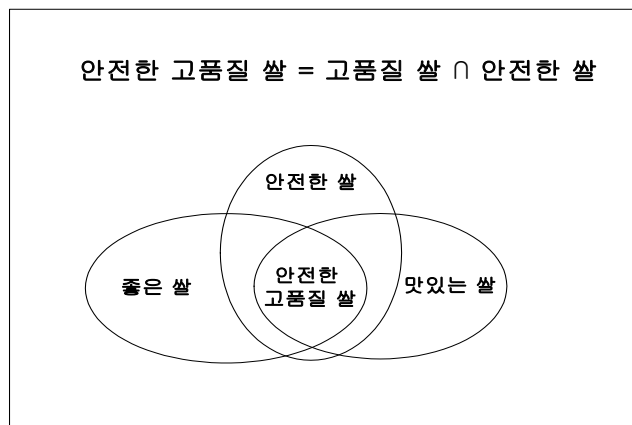 안전한 고품질 쌀 = 고품질 쌀 ∩ 안전한 쌀
안전한 쌀
좋은 쌀
안전한
고품질 쌀
맛있는 쌀